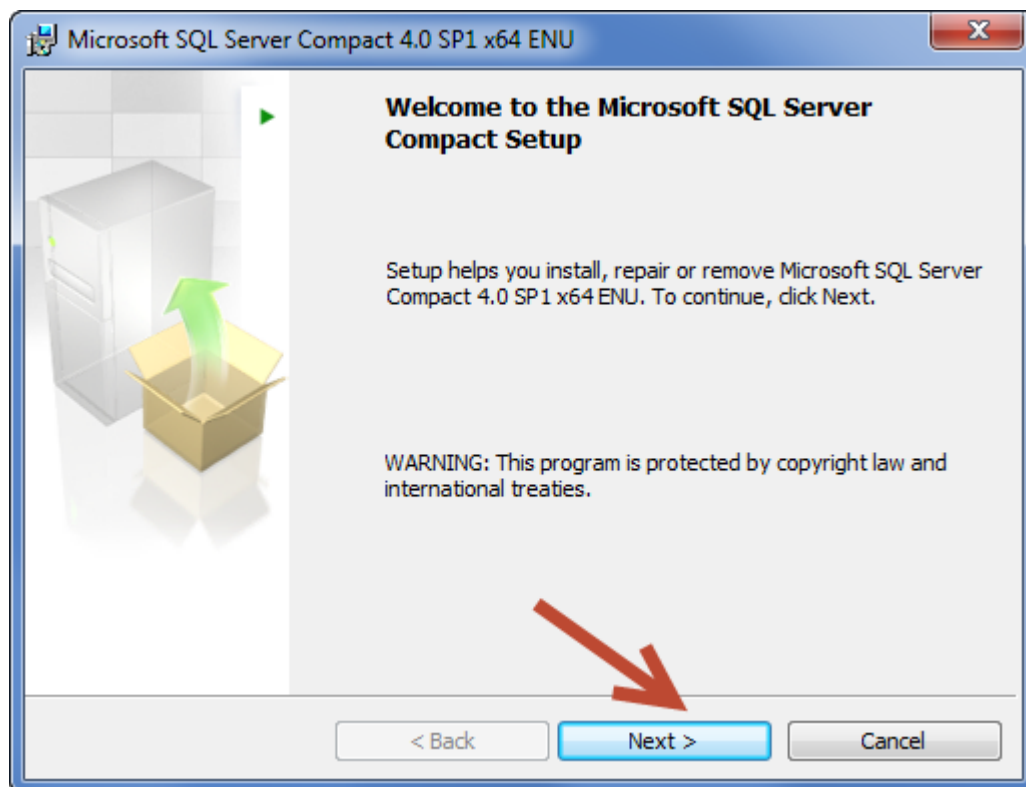 Microsoft SQL Server Compact 4.0 SP1 x64 ENU
Welcome to the Microsoft SQL Server
Compact Setup
Setup helps you install, repair or remove Microsoft SQL Server
Compact 4.0 SP1 x64 ENU. To continue, click Next.
WARNING: This program is protected by copyright law and
international treaties.
< Back Next > Cancel